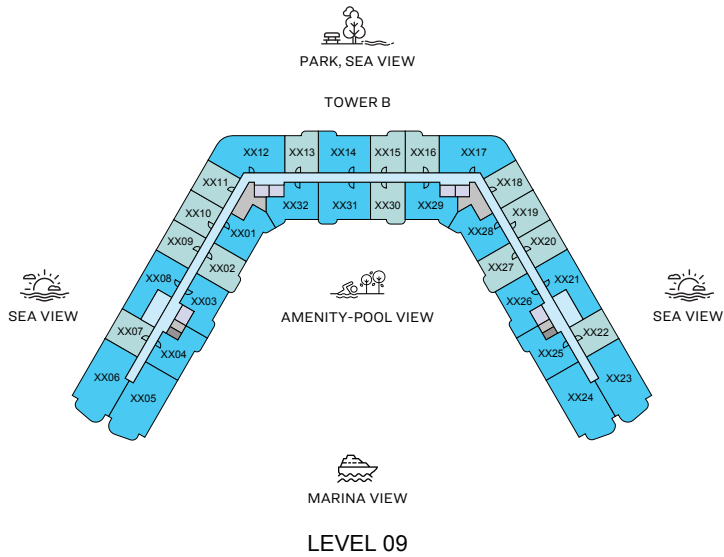 PARK, SEA VIEW
TOWER B
XX12
XX13
XX14
XX15
XX16
XX17
XX11
XX18
XX10
XX32
XX31
XX30
XX29
XX19
XX09
XX01
XX28
XX20
XX08
XX02
XX27
XX21
SEA VIEW
XX03
AMENITY-POOL VIEW
XX26
SEA VIEW
XX07
XX22
XX04
XX25
XX06
XX05
XX24
XX23
MARINA VIEW
LEVEL 09